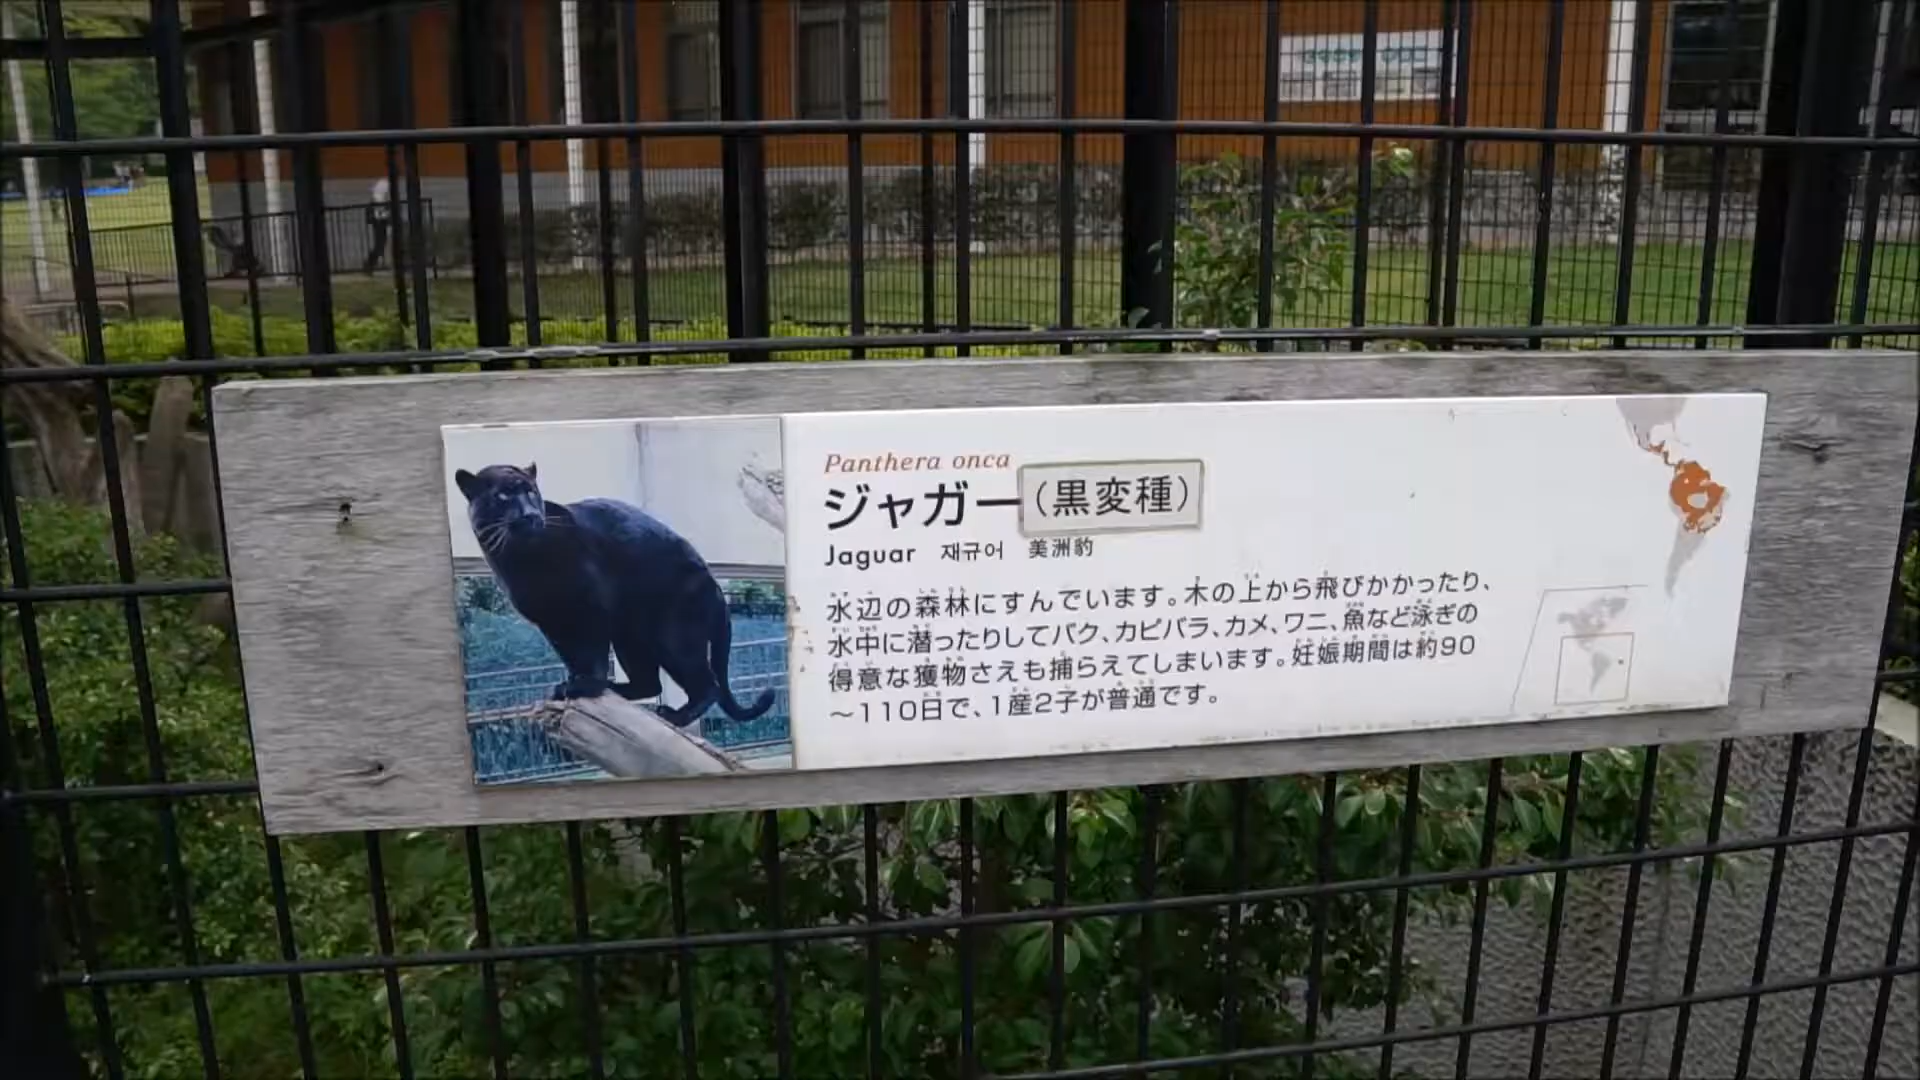 Panthera onca
ジャガー（黒変種）
Jaguar 재규어 美洲豹
水辺の森林にすんでいます。木の上から飛びかかったり、
水中に潜ったりしてバク、カピバラ、カメ、ワニ、魚など泳ぎの
得意な獲物さえも捕らえてしまいます。妊娠期間は約90
～110日で、1産2子が普通です。